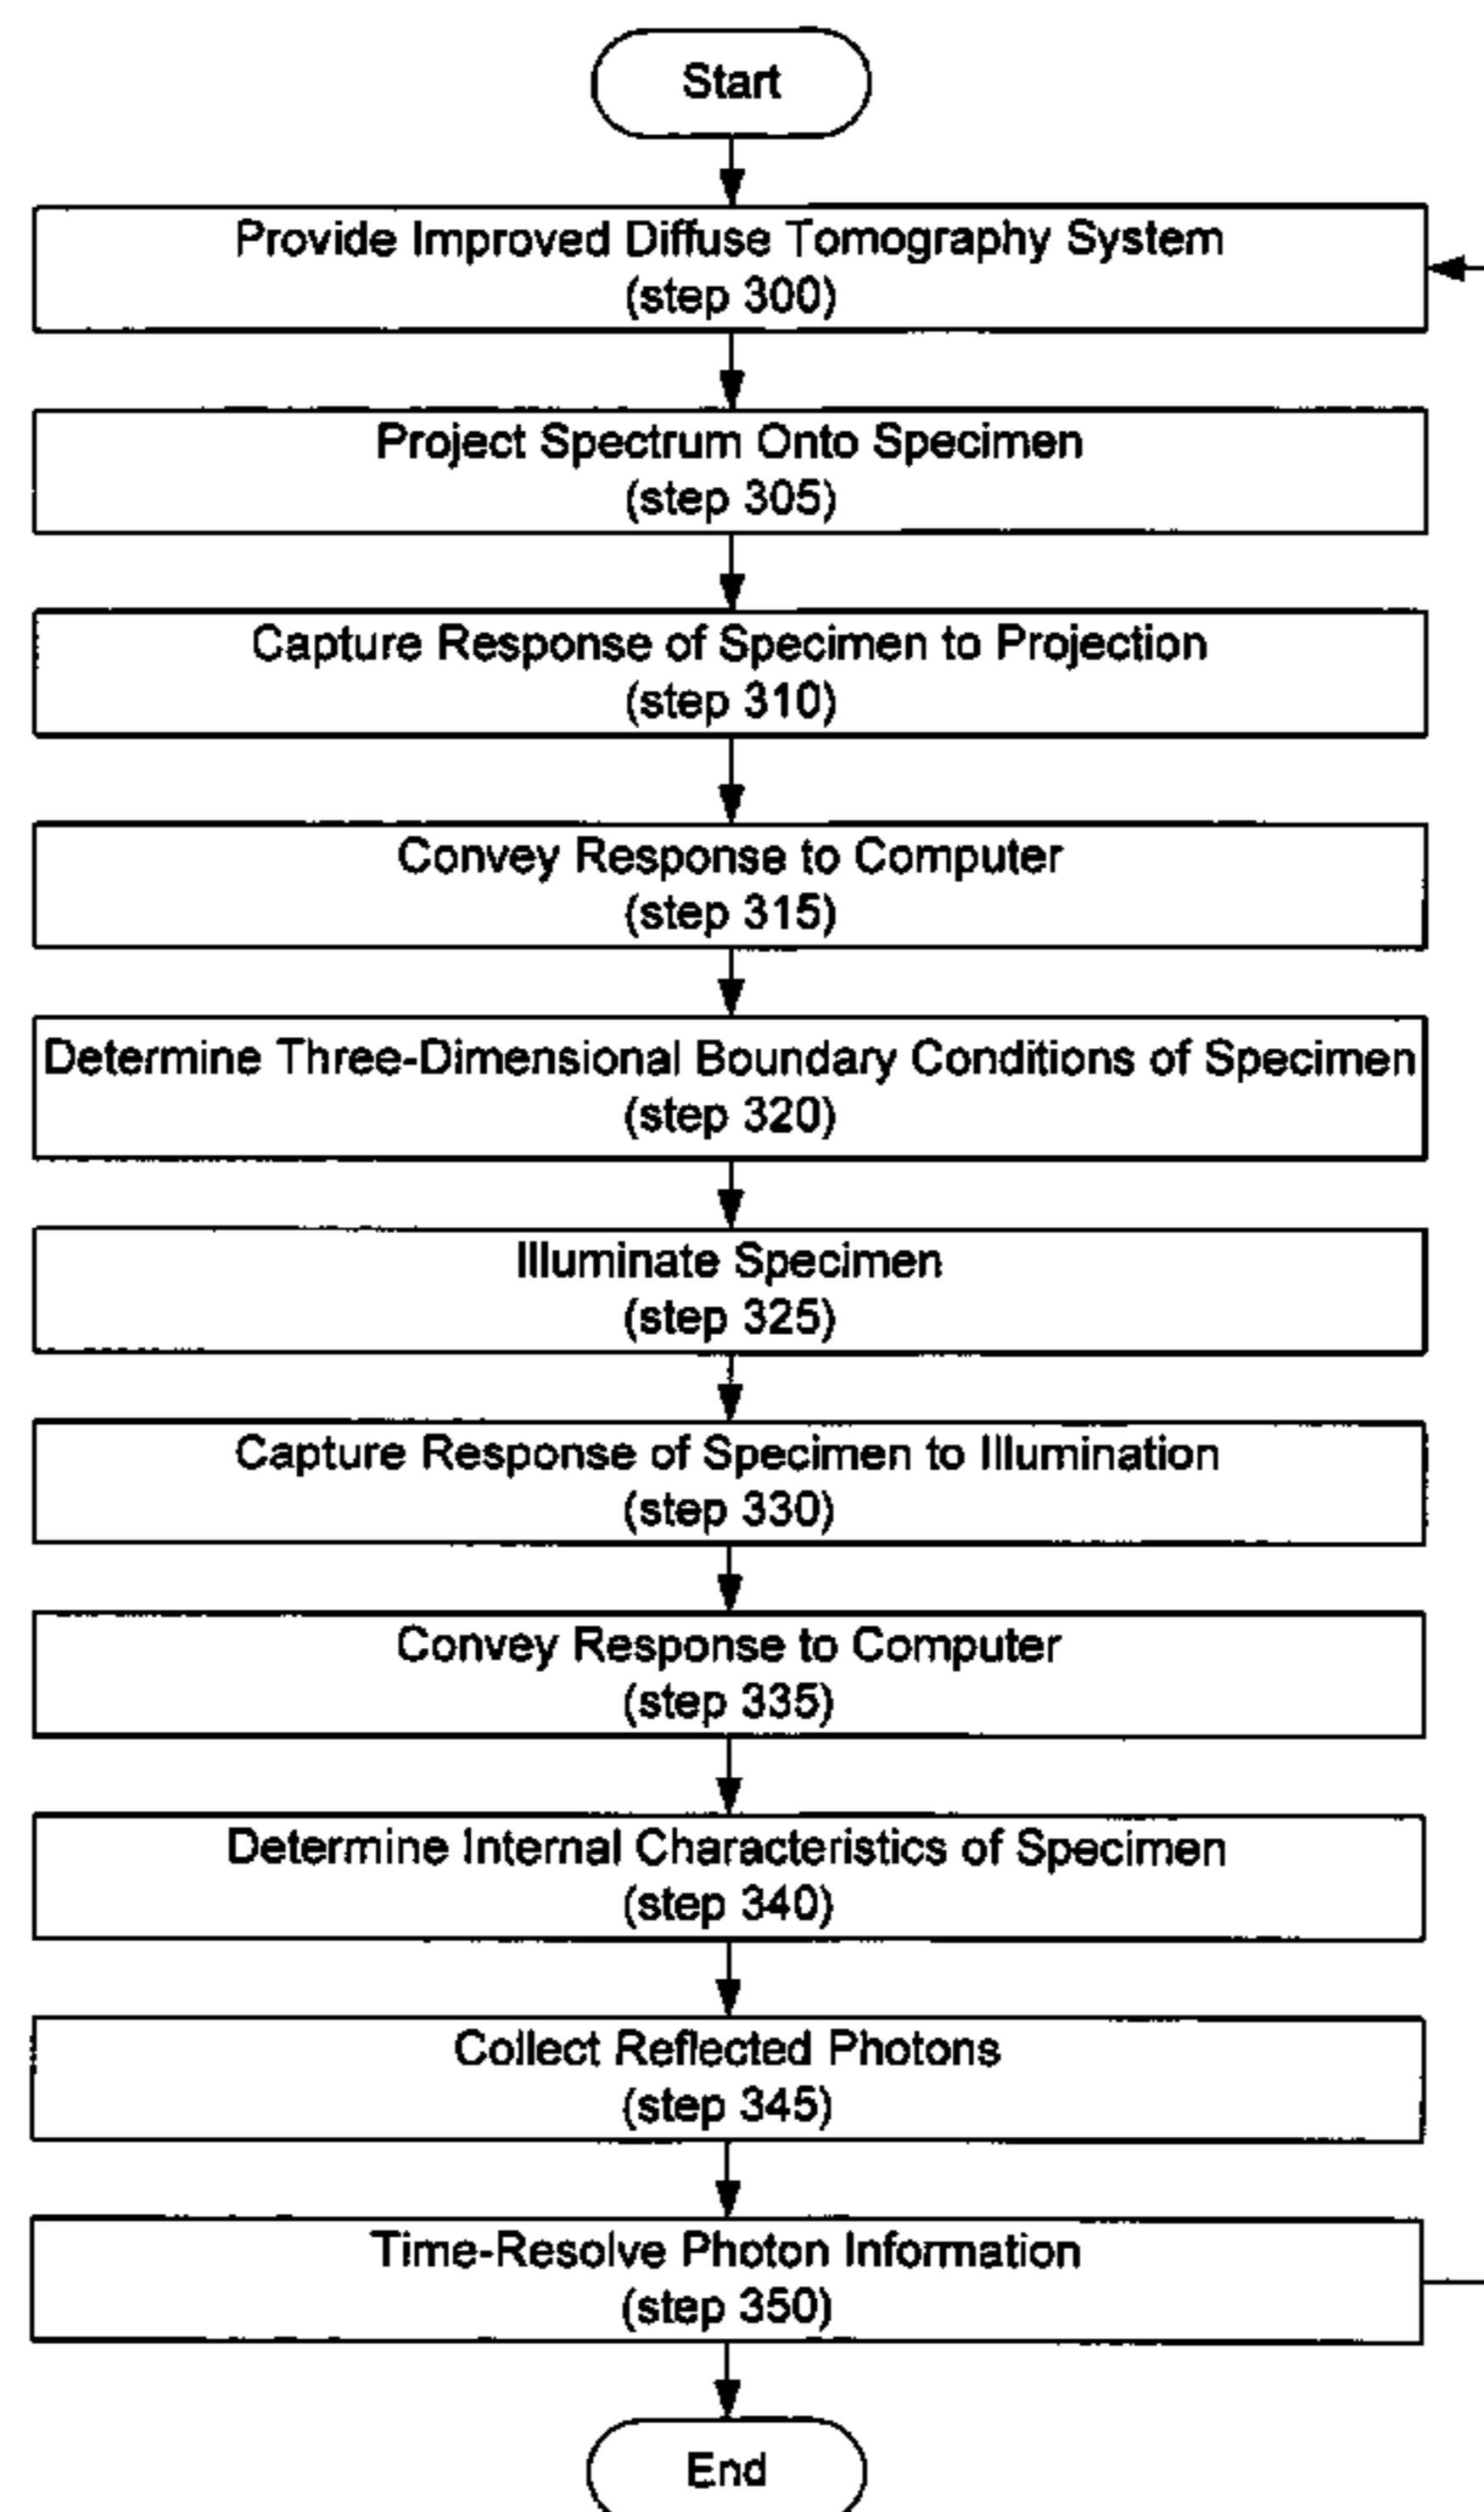 Start
Provide Improved Diffuse Tomography System
(step 300)
Project Spectrum Onto Specimen
(step 305)
Capture Response of Specimen to Projection
(step 310)
Convey Response to Computer
(step 315)
Determine Three-Dimensional Boundary Conditions of Specimen
(step 320)
Illuminate Specimen
(step 325)
Capture Response of Specimen to Illumination
(step 330)
Convey Response to Computer
(step 335)
Determine Internal Characteristics of Specimen
(step 340)
Collect Reflected Photons
(step 345)
Time-Resolve Photon Information
(step 350)
End